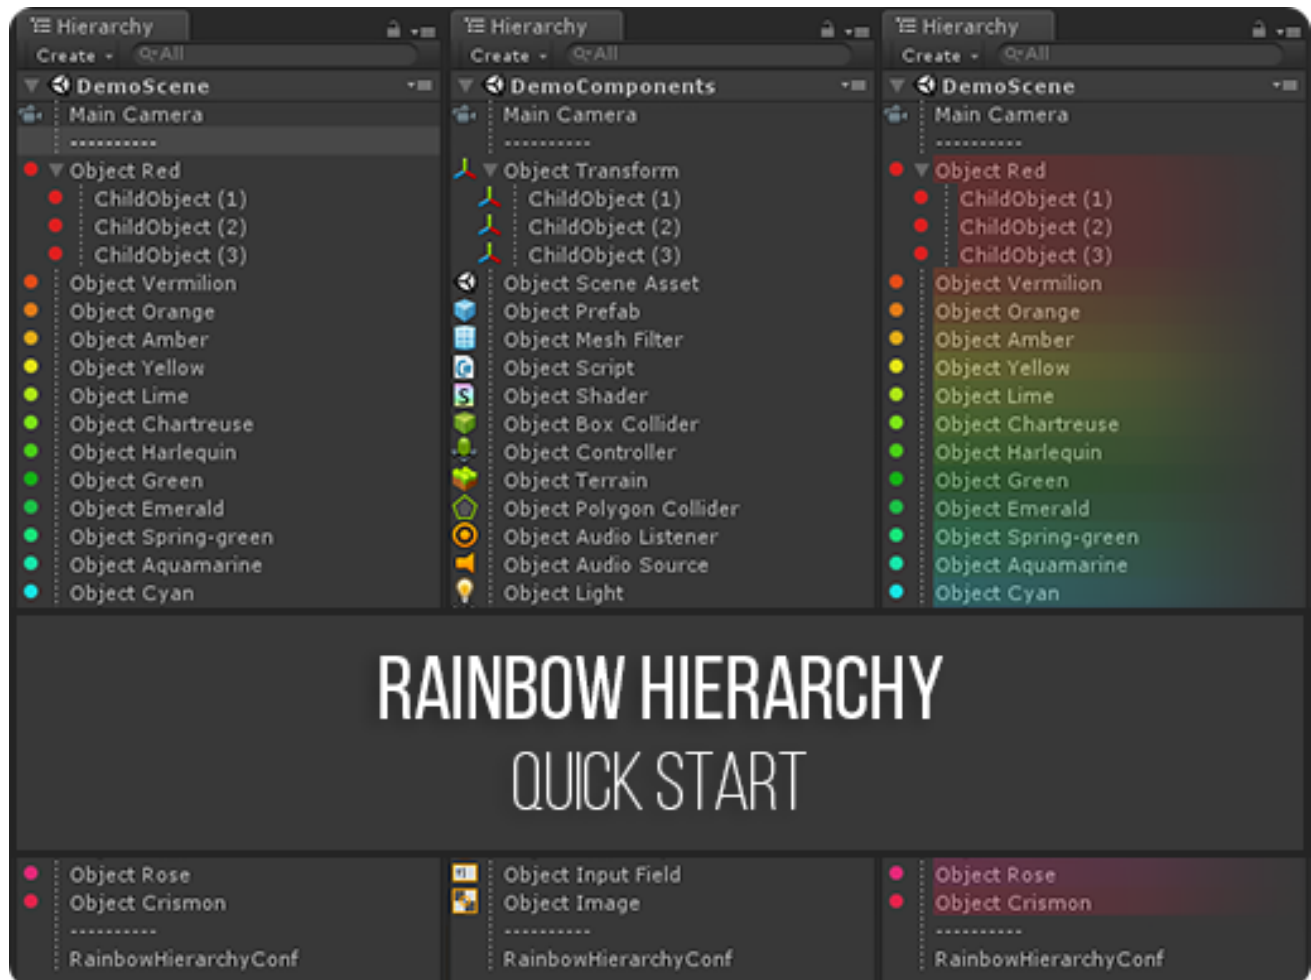 Hierarchy
Create
All
DemoScene
Main Camera
----------
Object Red
ChildObject (1)
ChildObject (2)
ChildObject (3)
Object Vermilion
Object Orange
Object Amber
Object Yellow
Object Lime
Object Chartreuse
Object Harlequin
Object Green
Object Emerald
Object Spring-green
Object Aquamarine
Object Cyan
Hierarchy
Create
All
DemoComponents
Main Camera
----------
Object Transform
ChildObject (1)
ChildObject (2)
ChildObject (3)
Object Scene Asset
Object Prefab
Object Mesh Filter
Object Script
Object Shader
Object Box Collider
Object Controller
Object Terrain
Object Polygon Collider
Object Audio Listener
Object Audio Source
Object Light
Hierarchy
Create
All
DemoScene
Main Camera
----------
Object Red
ChildObject (1)
ChildObject (2)
ChildObject (3)
Object Vermilion
Object Orange
Object Amber
Object Yellow
Object Lime
Object Chartreuse
Object Harlequin
Object Green
Object Emerald
Object Spring-green
Object Aquamarine
Object Cyan
RAINBOW HIERARCHY
QUICK START
Object Rose
Object Crismon
----------
RainbowHierarchyConf
Object Input Field
Object Image
----------
RainbowHierarchyConf
Object Rose
Object Crismon
----------
RainbowHierarchyConf